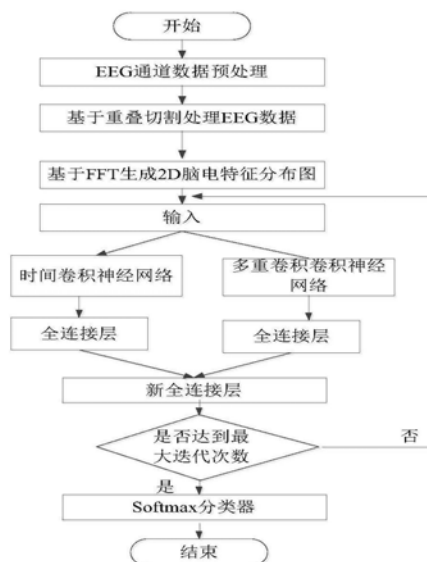 开始
EEG通道数据预处理
基于重叠切割处理EEG数据
基于FFT生成2D脑电特征分布图
输入
时间卷积神经网络
多重卷积卷积神经
网络
全连接层
全连接层
新全连接层
是否达到最
大迭代次数
否
是
Softmax分类器
结束